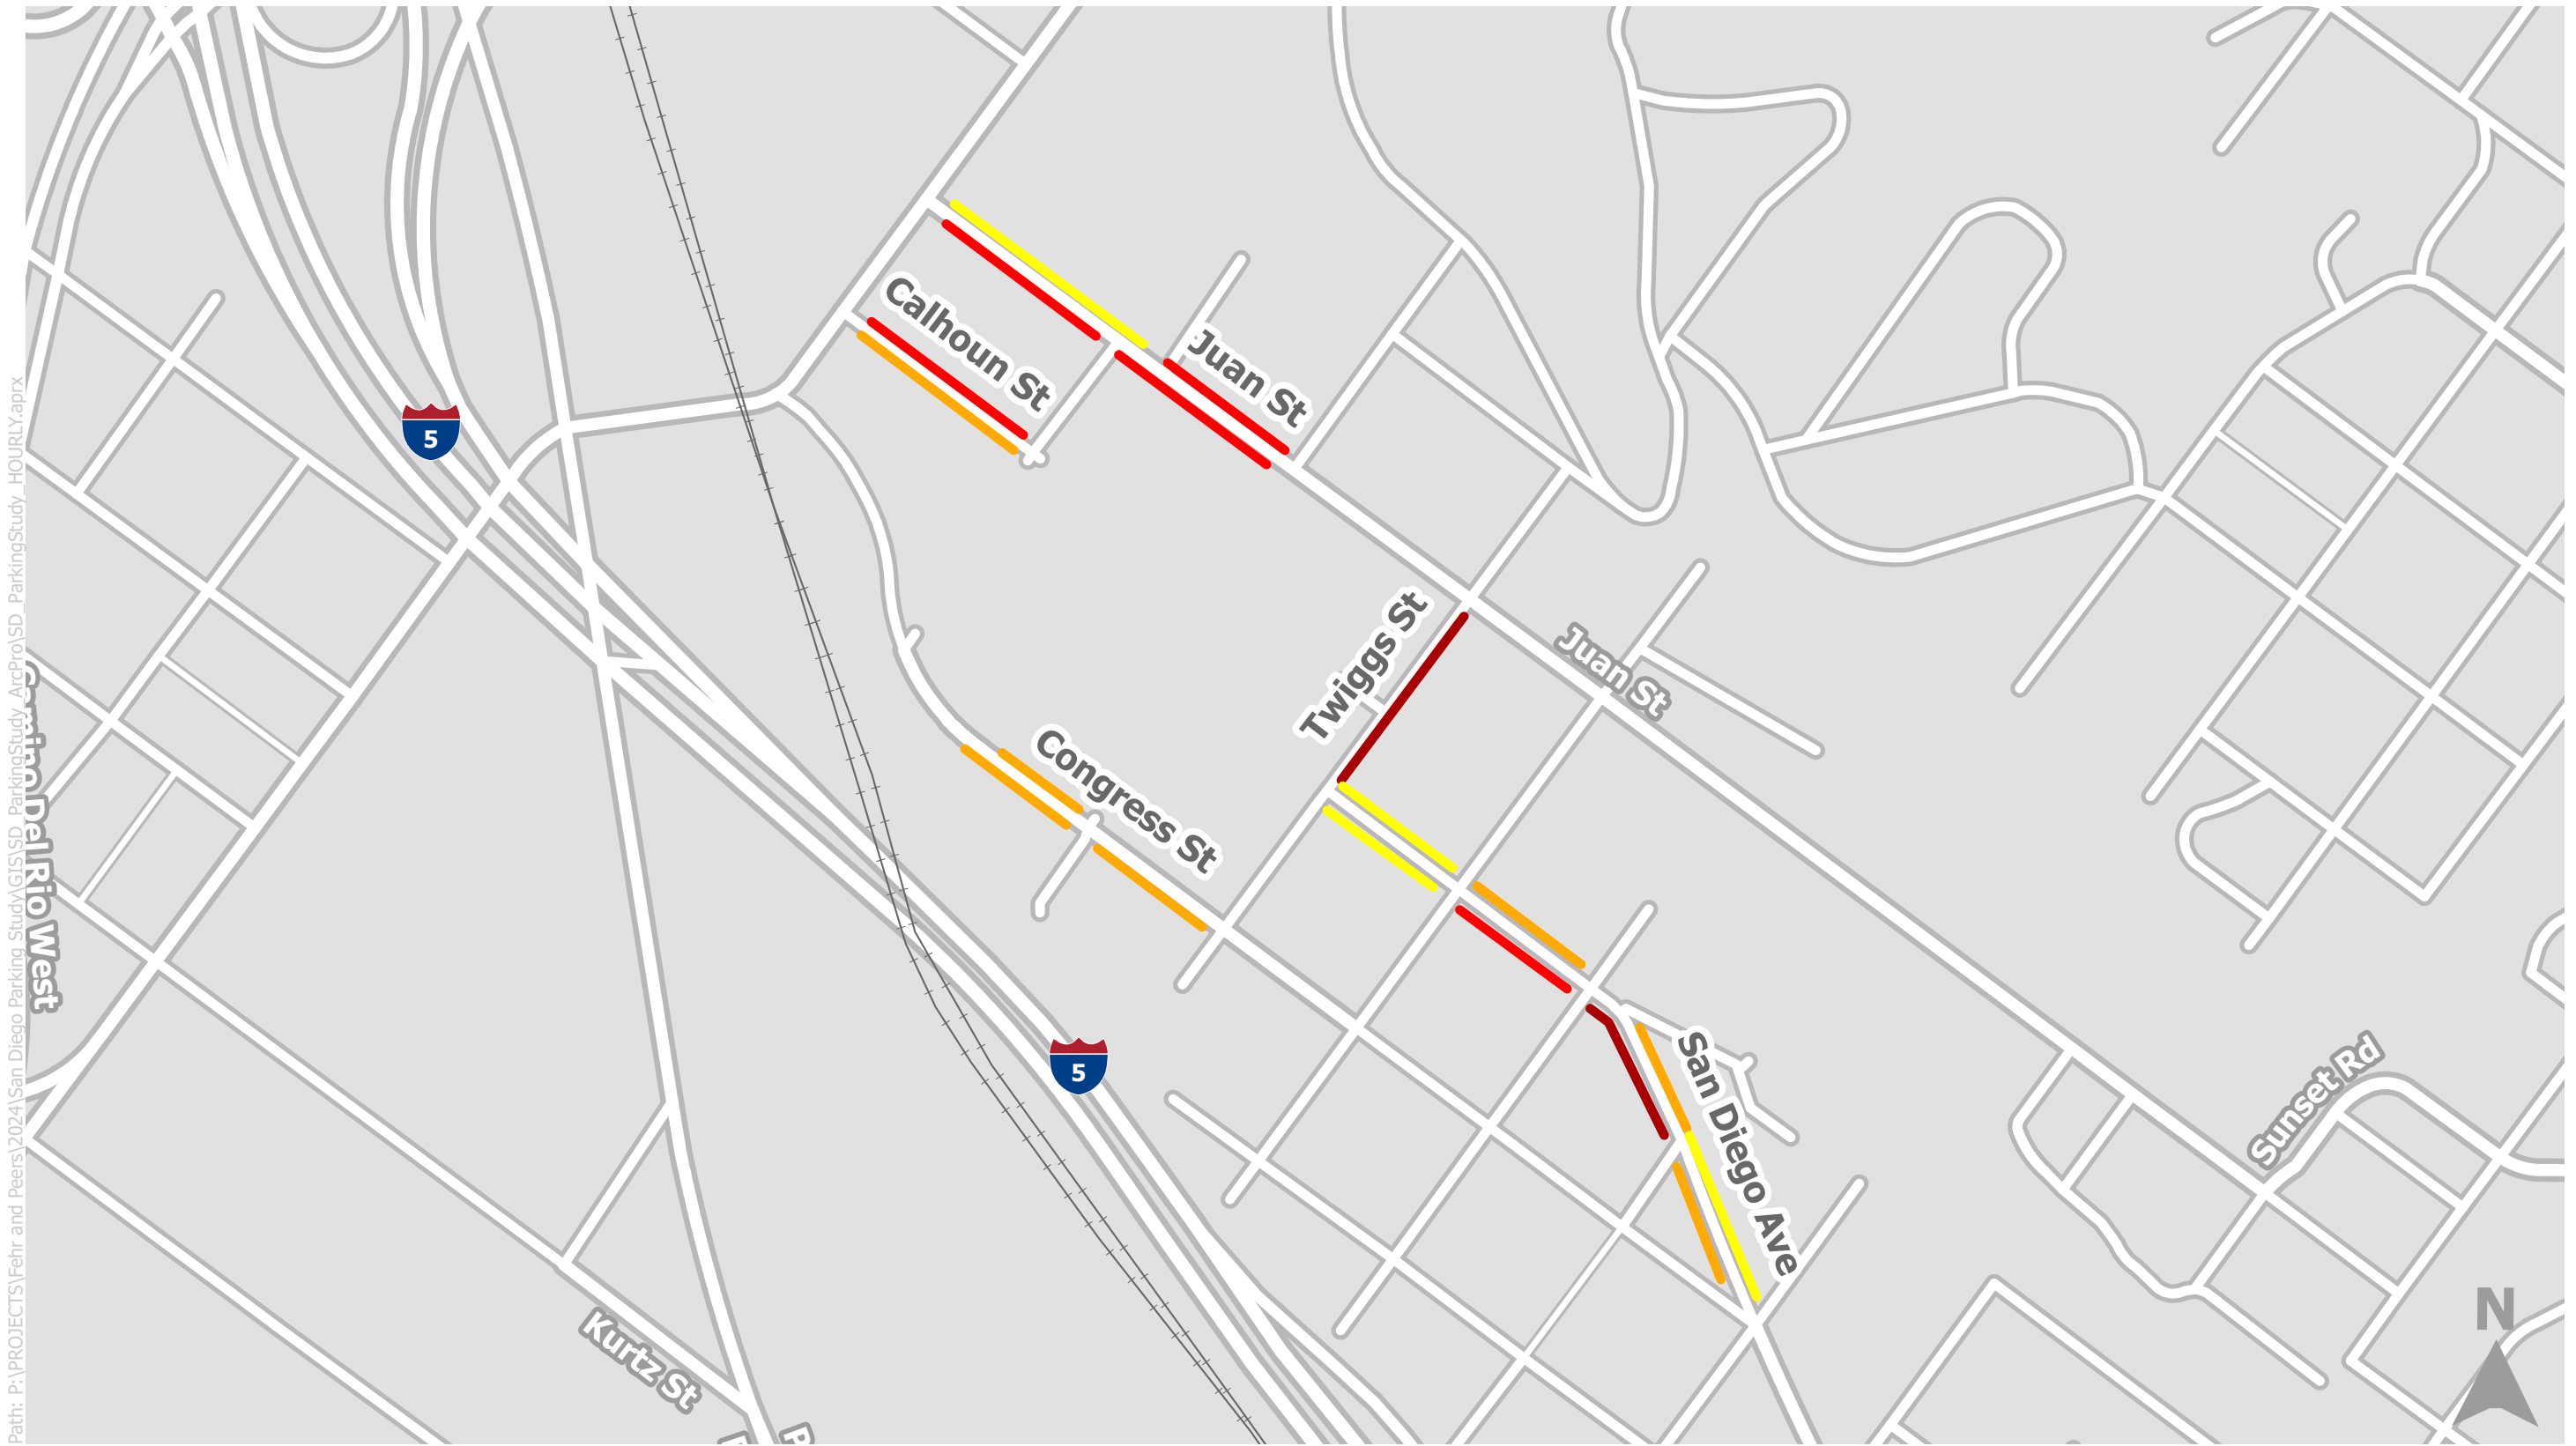 Calhoun St
Juan St
5
Twiggs St
Juan St
Congress St
Camino Del Rio West
5
San Diego Ave
Sunset Rd
N
Kurtz St
P
Path: P:\PROJECTS\Fehr and Peers\2024\San Diego Parking Study\GIS\SD_ParkingStudy_ArcPro\SD_ParkingStudy_HOURLY.aprx